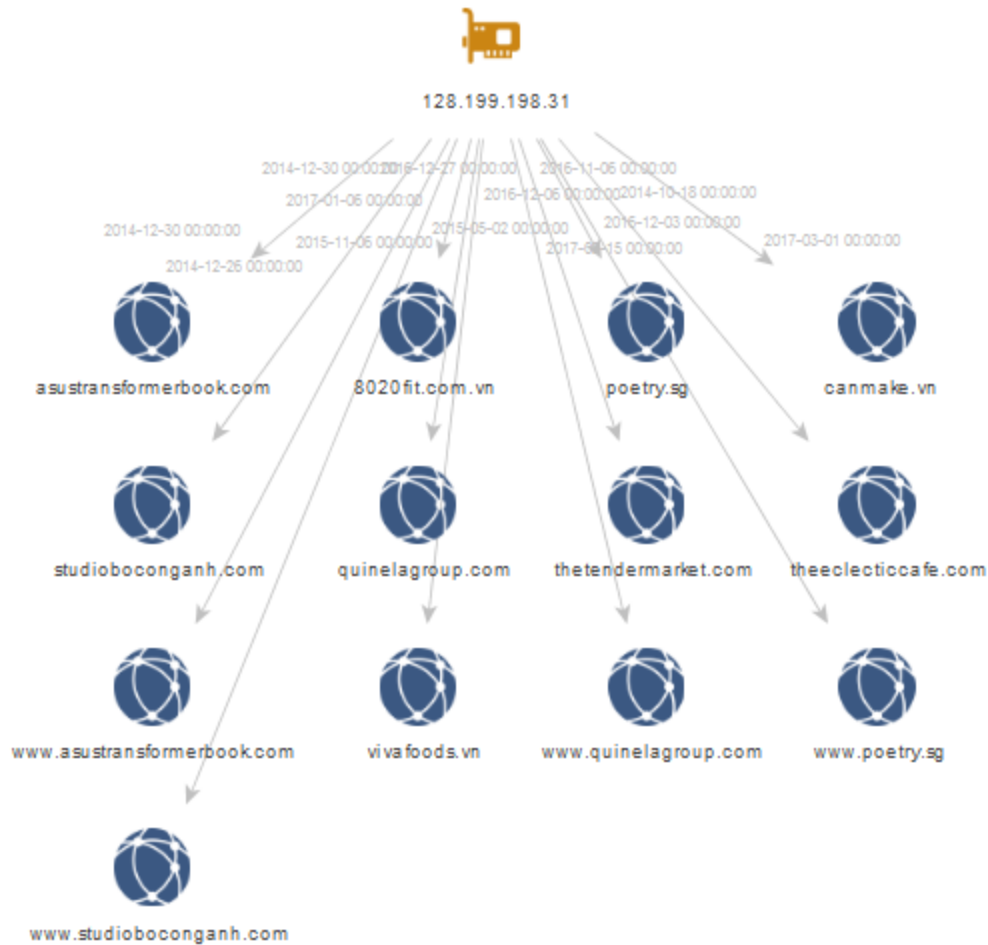 128.199.198.31
2014-12-30 00:00:00
2016-12-27 00:00:00
2016-11-06 00:00:00
2017-01-06 00:00:00
2016-12-06 00:00:00
2014-10-18 00:00:00
2014-12-30 00:00:00
2015-11-06 00:00:00
2015-05-02 00:00:00
2016-12-03 00:00:00
2017-03-01 00:00:00
2014-12-26 00:00:00
00:00:00
asustransformerbook.com
8020fit.com.vn
poetry.sg
canmake.vn
studioboconganh.com
quinelagroup.com
thetendermarket.com
theeclecticcafe.com
www.asustransformerbook.com
vivafoods.vn
www.quinelagroup.com
www.poetry.sg
www.studioboconganh.com